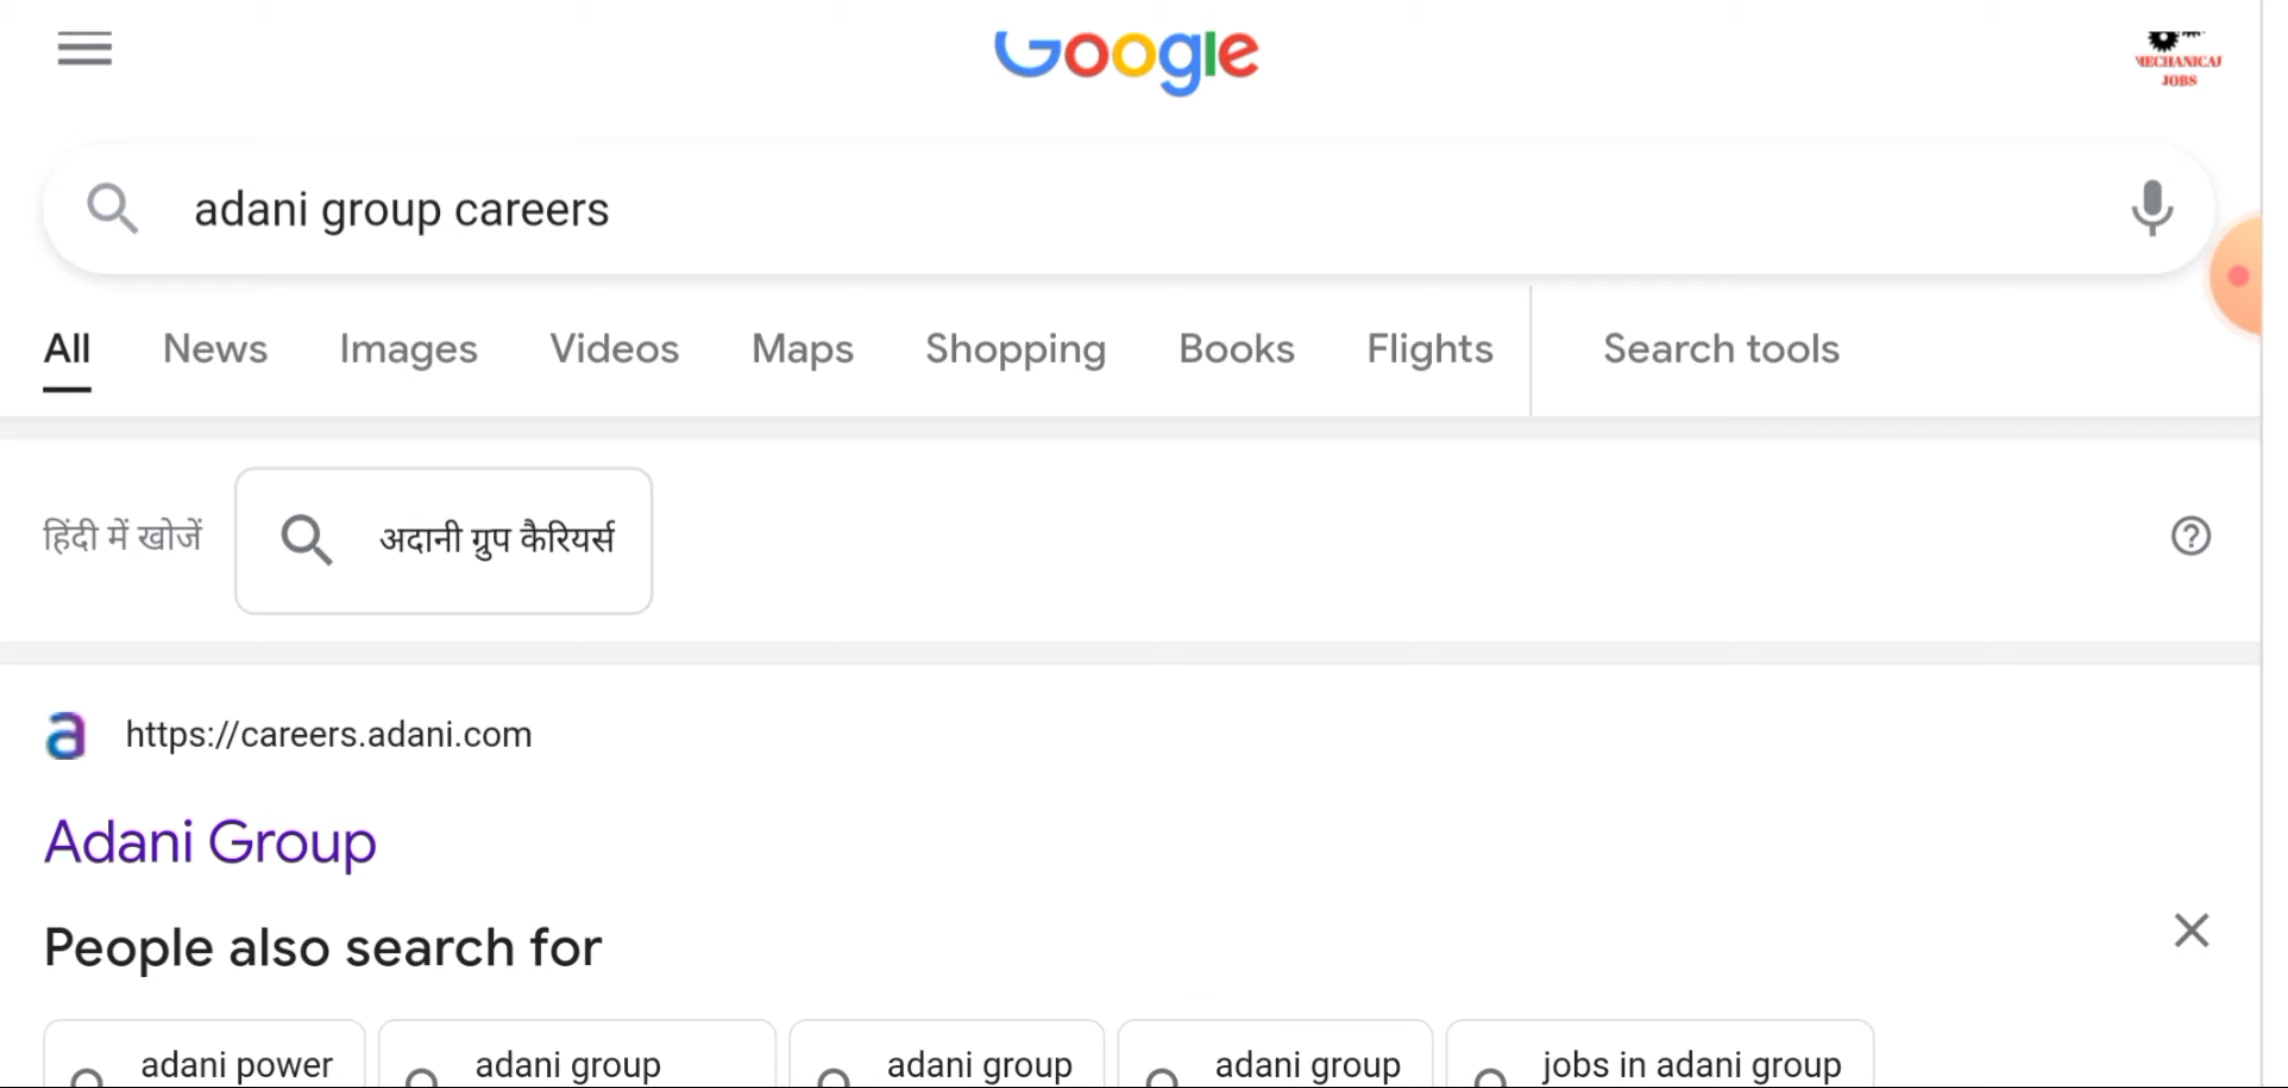 Google
MECHANICAL
JOBS
adani group careers
All News Images Videos Maps Shopping Books Flights Search tools
हिंदी में खोजें अदानी ग्रुप कैरियर्स
https://careers.adani.com
Adani Group
People also search for
adani power adani group adani group adani group jobs in adani group